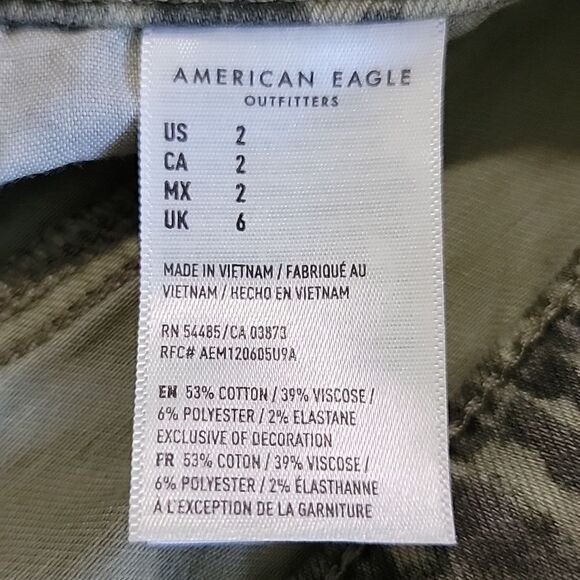 AMERICAN EAGLE
OUTFITTERS
US 2
CA 2
MX 2
UK 6
MADE IN VIETNAM / FABRIQUÉ AU
VIETNAM / HECHO EN VIETNAM
RN 54485/CA 03873
RFC# AEM120605U9A
EN 53% COTTON / 39% VISCOSE /
6% POLYESTER / 2% ELASTANE
EXCLUSIVE OF DECORATION
FR 53% COTON / 39% VISCOSE /
6% POLYESTER / 2% ÉLASTHANNE
À L'EXCEPTION DE LA GARNITURE